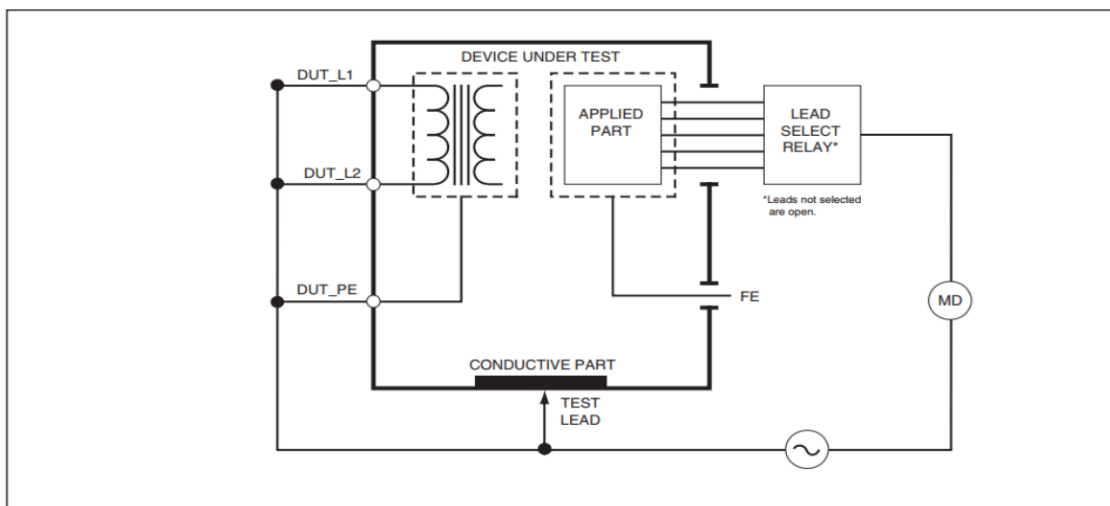 DEVICE UNDER TEST
DUT_L1
APPLIED
PART
LEAD
SELECT
RELAY*
DUT_L2
*Leads not selected
are open.
DUT_PE
FE
MD
CONDUCTIVE PART
TEST
LEAD